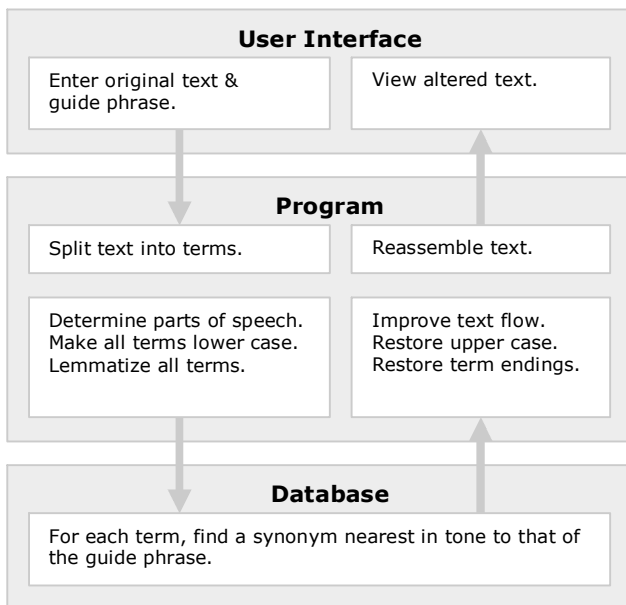 User Interface
Enter original text &
guide phrase.
View altered text.
Program
Split text into terms.
Reassemble text.
Determine parts of speech.
Make all terms lower case.
Lemmatize all terms.
Improve text flow.
Restore upper case.
Restore term endings.
Database
For each term, find a synonym nearest in tone to that of
the guide phrase.